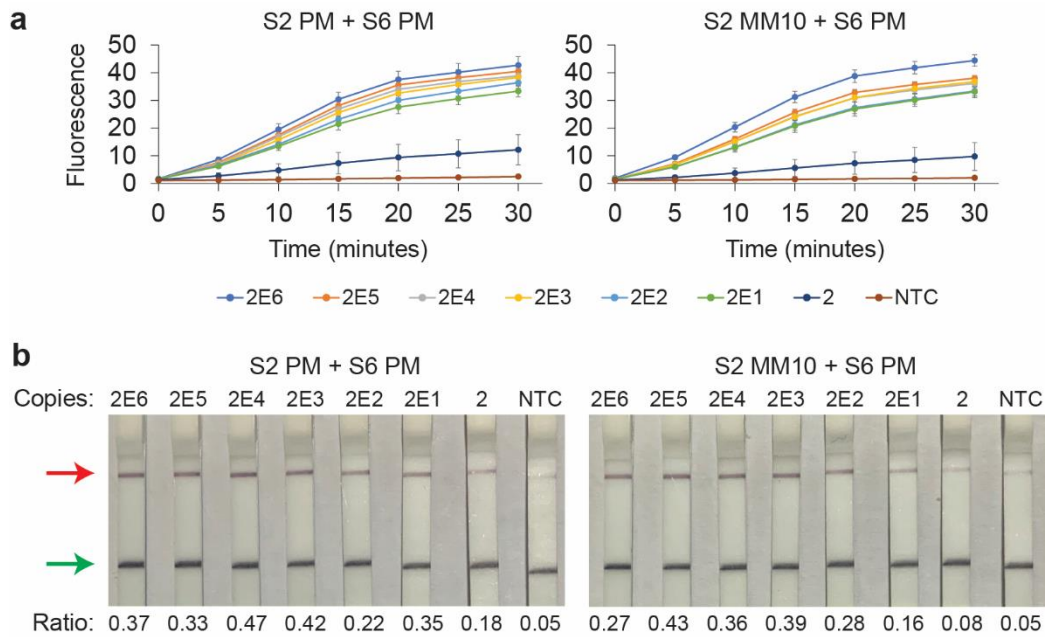 a
S2 PM + S6 PM S2 MM10 + S6 PM
Fluorescence
50 50
40 40
30 30
20 20
10 10
0 0
0 5 10 15 20 25 30 0 5 10 15 20 25 30
Time (minutes) Time (minutes)
2E6 2E5 2E4 2E3 2E2 2E1 2 NTC
b
S2 PM + S6 PM S2 MM10 + S6 PM
Copies: 2E6 2E5 2E4 2E3 2E2 2E1 2 NTC 2E6 2E5 2E4 2E3 2E2 2E1 2 NTC
Ratio: 0.37 0.33 0.47 0.42 0.22 0.35 0.18 0.05 0.27 0.43 0.36 0.39 0.28 0.16 0.08 0.05